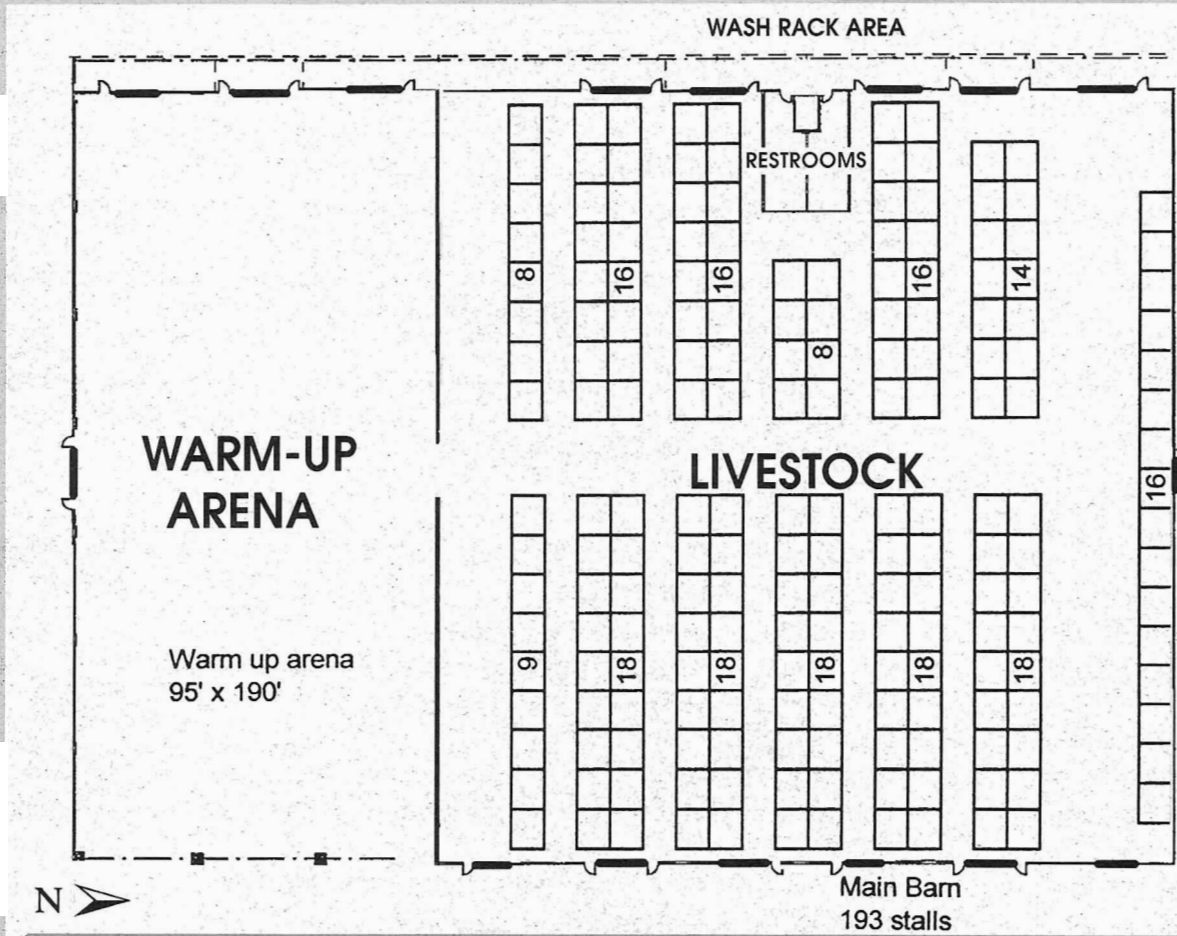 WASH RACK AREA
RESTROOMS
8
16
16
16
14
8
WARM-UP
ARENA
LIVESTOCK
16
9
18
18
18
18
18
Warm up arena
95' x 190'
N
Main Barn
193 stalls